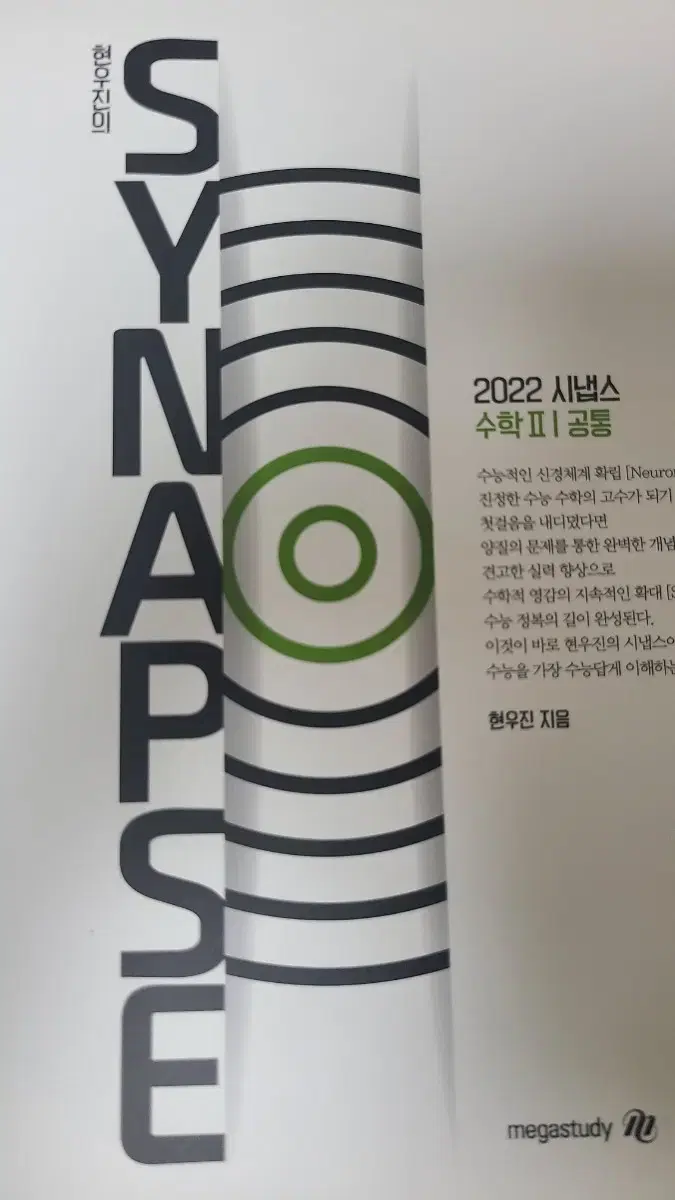 현우진의
SYNAPSE
2022 시냅스
수학 II | 공통
수능적인 신경체계 확립 [Neuro
진정한 수능 수학의 고수가 되기
첫걸음을 내디뎠다면
양질의 문제를 통한 완벽한 개념
견고한 실력 향상으로
수학적 영감의 지속적인 확대 [S
수능 정복의 길이 완성된다.
이것이 바로 현우진의 시냅스
수능을 가장 수능답게 이해하는
현우진 지음
megastudy